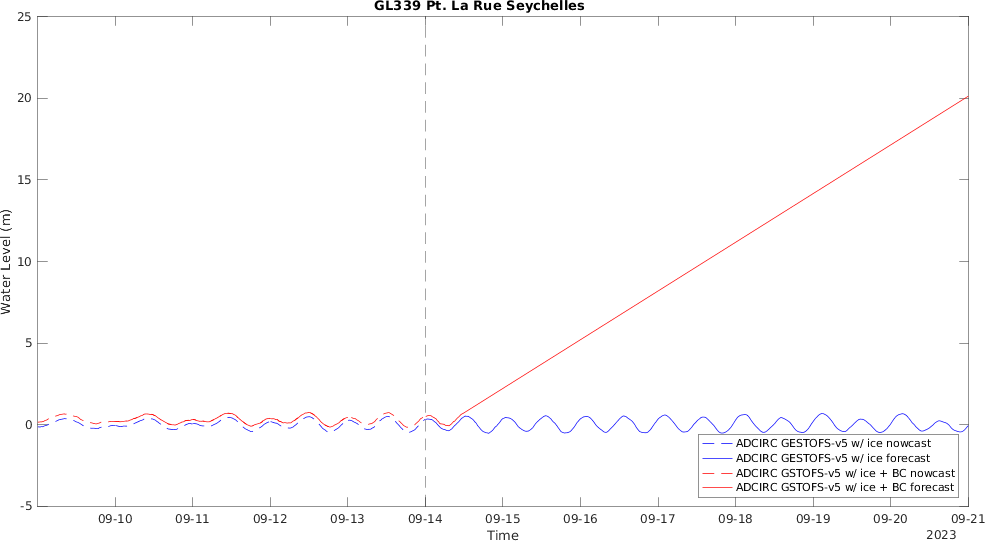 GL339 Pt. La Rue Seychelles
25
20
15
10
5
0
-5
Water Level (m)
ADCIRC GESTOFS-v5 w/ ice nowcast
ADCIRC GESTOFS-v5 w/ ice forecast
ADCIRC GSTOFS-v5 w/ ice + BC nowcast
ADCIRC GSTOFS-v5 w/ ice + BC forecast
09-10 09-11 09-12 09-13 09-14 09-15 09-16 09-17 09-18 09-19 09-20 09-21
Time
2023